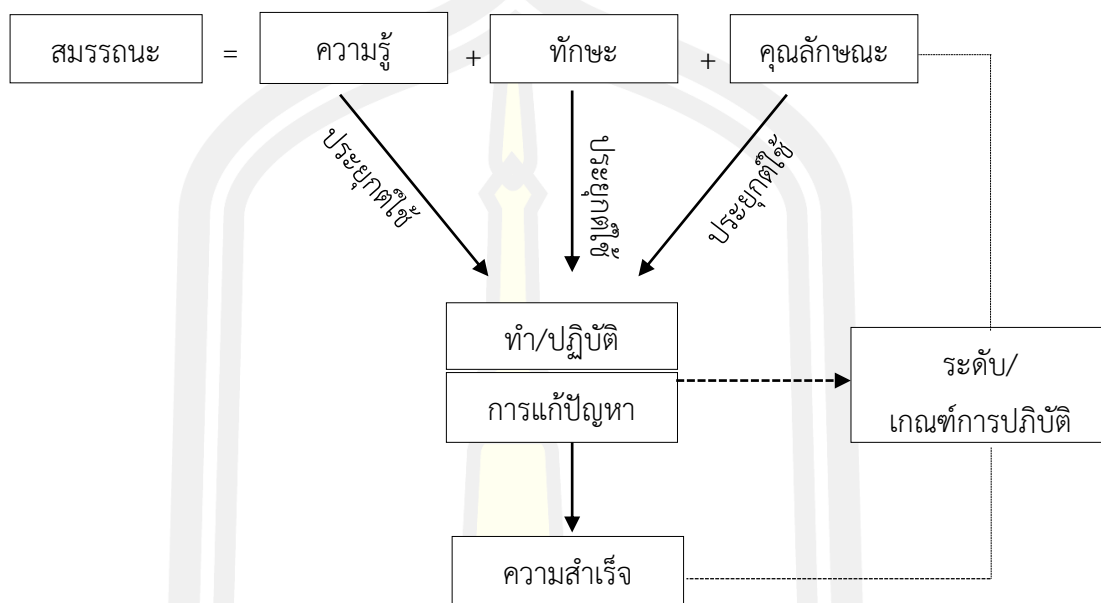 สมรรถนะ = ความรู้ + ทักษะ + คุณลักษณะ
ประยุกต์ใช้
ประยุกต์ใช้
ประยุกต์ใช้
ทำ/ปฏิบัติ
การแก้ปัญหา
ระดับ/
เกณฑ์การปภิบัติ
ความสำเร็จ